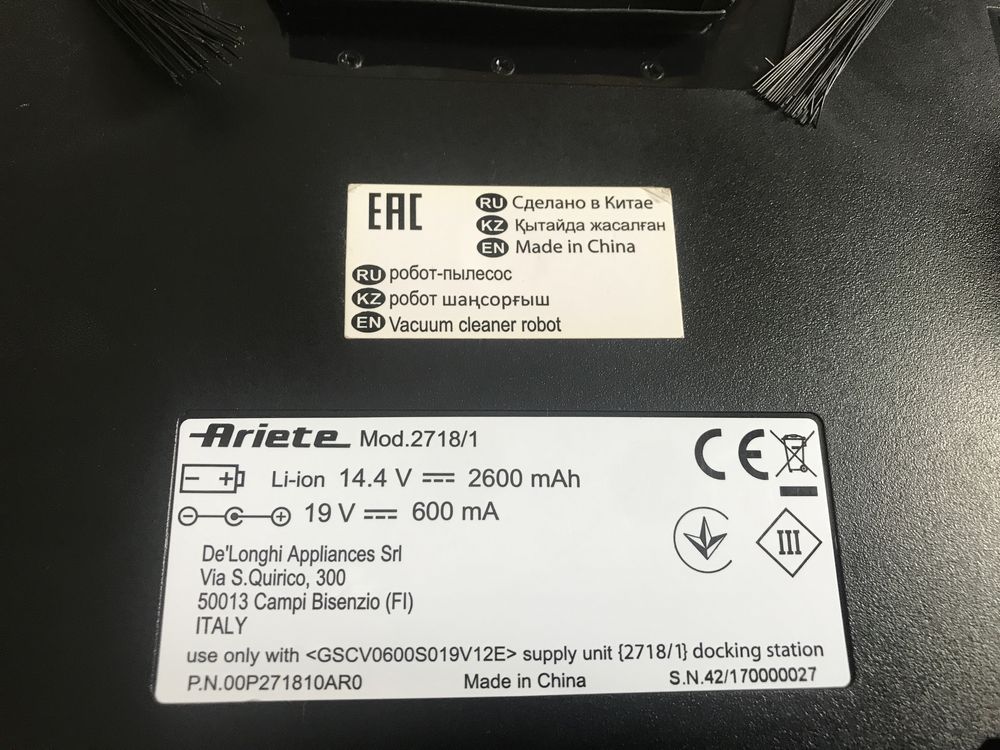 EAC
RU Сделано в Китае
KZ Қытайда жасалған
EN Made in China
RU робот-пылесос
KZ робот шаңсорғыш
EN Vacuum cleaner robot
Ariete Mod.2718/1
Li-ion 14.4 V 2600 mAh
19 V 600 mA
CE
III
De'Longhi Appliances Srl
Via S.Quirico, 300
50013 Campi Bisenzio (FI)
ITALY
use only with <GSCV0600S019V12E> supply unit {2718/1} docking station
P.N.00P271810AR0 Made in China S.N.42/170000027